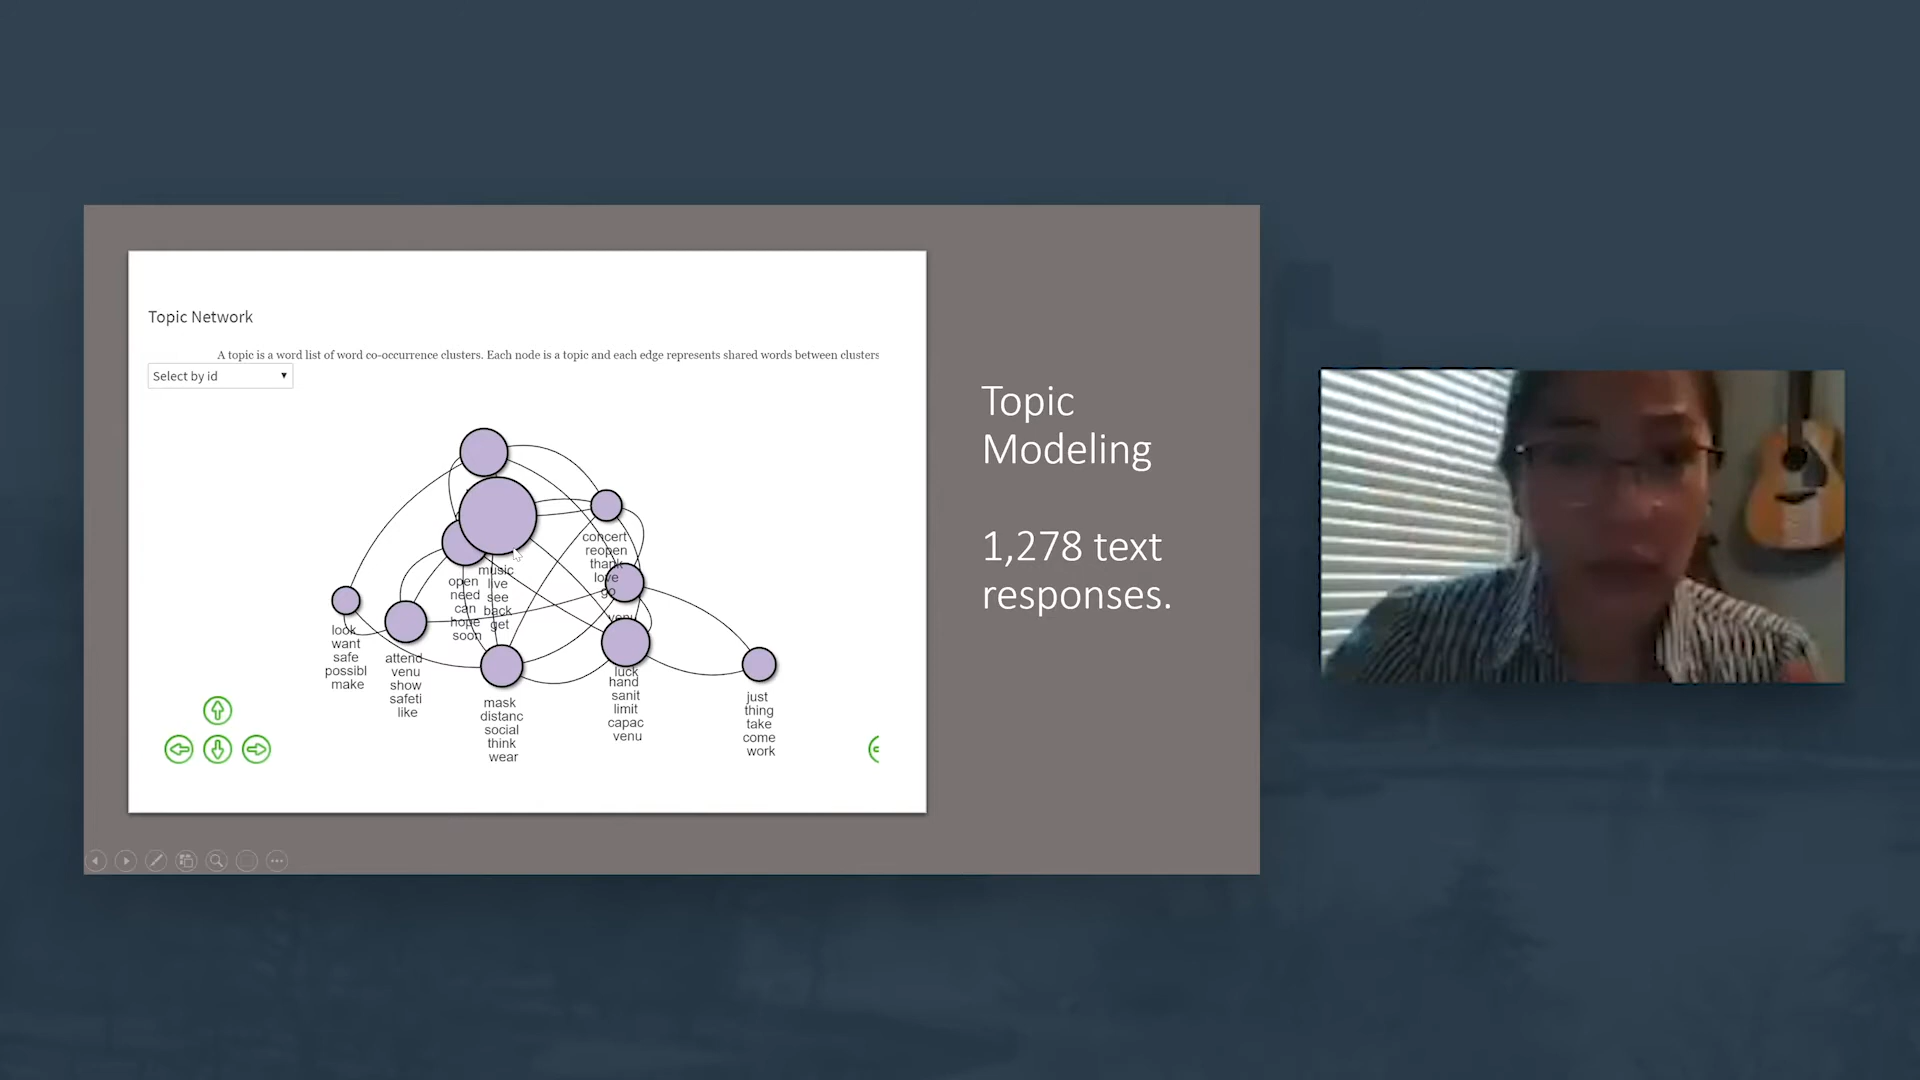 Topic Network
A topic is a word list of word co-occurrence clusters. Each node is a topic and each edge represents shared words between clusters
Select by id
concert
reopen
thank
love
go
music
live
see
back
get
open
need
can
hope
soon
venu
look
want
safe
possibl
make
attend
venu
show
safeti
like
luck
hand
sanit
limit
capac
venu
mask
distanc
social
think
wear
just
thing
take
come
work
Topic
Modeling
1,278 text
responses.